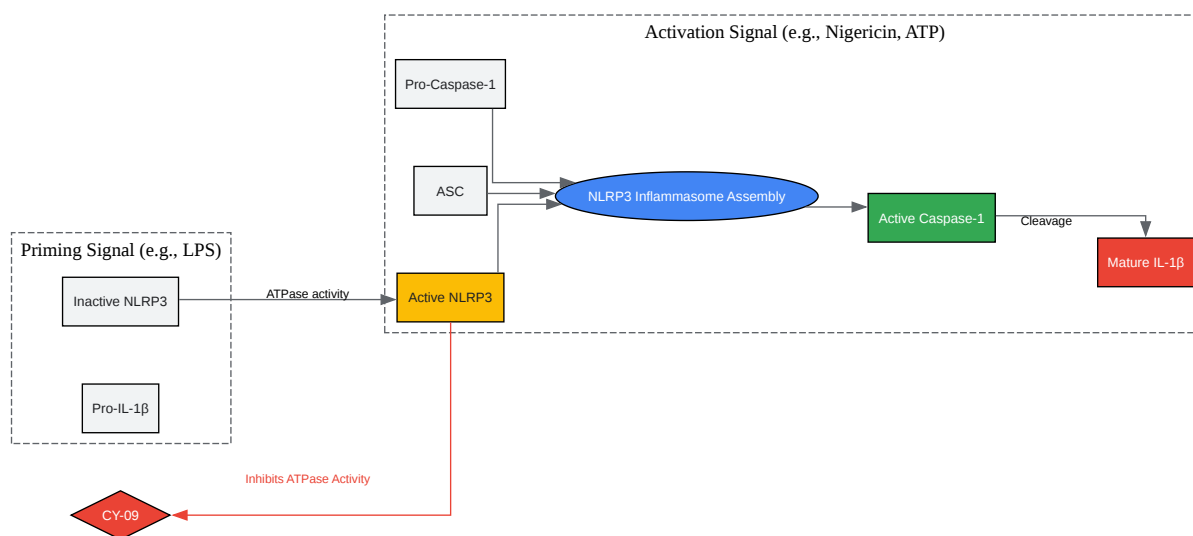 Activation Signal (e.g., Nigericin, ATP)
Pro-Caspase-1
ASC
NLRP3 Inflammasome Assembly
Active Caspase-1
Cleavage
Mature IL-1β
Priming Signal (e.g., LPS)
Inactive NLRP3
ATPase activity
Active NLRP3
Pro-IL-1β
Inhibits ATPase Activity
CY-09